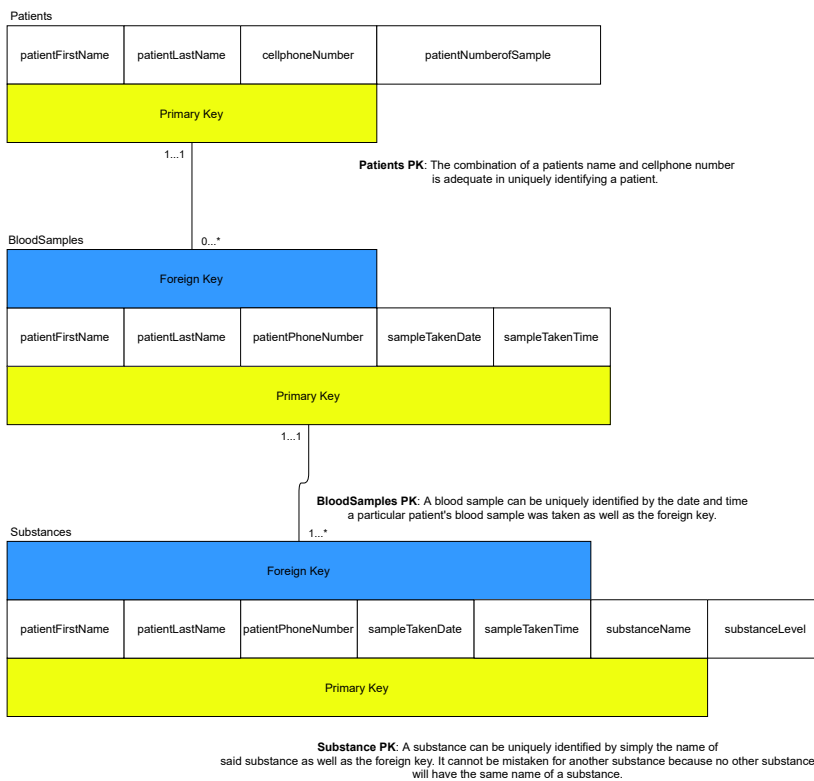 Patients
patientFirstName patientLastName cellphoneNumber patientNumberofSample
Primary Key
1...1
Patients PK: The combination of a patients name and cellphone number
is adequate in uniquely identifying a patient.
BloodSamples
0...*
Foreign Key
patientFirstName patientLastName patientPhoneNumber sampleTakenDate sampleTakenTime
Primary Key
1...1
BloodSamples PK: A blood sample can be uniquely identified by the date and time
a particular patient's blood sample was taken as well as the foreign key.
Substances
1...*
Foreign Key
patientFirstName patientLastName patientPhoneNumber sampleTakenDate sampleTakenTime substanceName substanceLevel
Primary Key
Substance PK: A substance can be uniquely identified by simply the name of
said substance as well as the foreign key. It cannot be mistaken for another substance because no other substance
will have the same name of a substance.